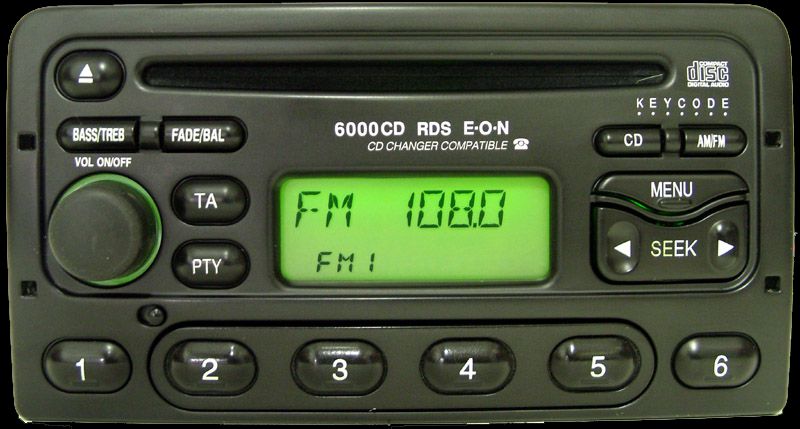 COMPACT
disc
DIGITAL AUDIO
KEYCODE
BASS/TREB
FADE/BAL
6000CD RDS E·O·N
CD CHANGER COMPATIBLE
CD
AM/FM
VOL ON/OFF
TA
FM 108.0
MENU
PTY
FM1
SEEK
1
2
3
4
5
6